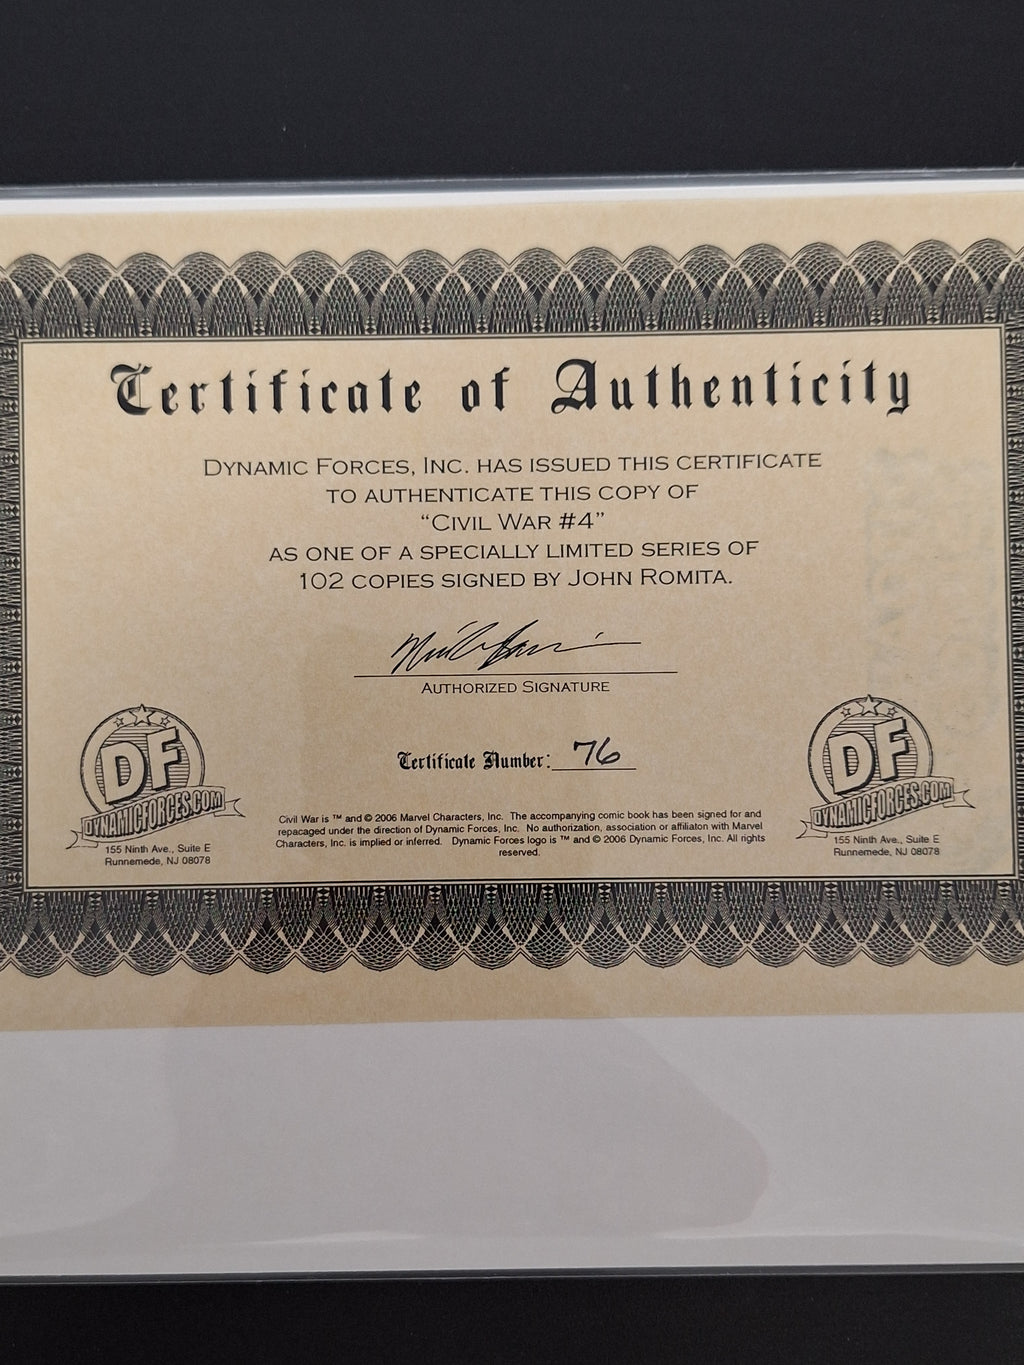 Certificate of Authenticity
DYNAMIC FORCES, INC. HAS ISSUED THIS CERTIFICATE
TO AUTHENTICATE THIS COPY OF
“CIVIL WAR #4”
AS ONE OF A SPECIALLY LIMITED SERIES OF
102 COPIES SIGNED BY JOHN ROMITA.
AUTHORIZED SIGNATURE
Certificate Number: 76
DF
DYNAMICFORCES.COM
155 Ninth Ave., Suite E
Runnemede, NJ 08078
Civil War is ™ and © 2006 Marvel Characters, Inc. The accompanying comic book has been signed for and
repacaged under the direction of Dynamic Forces, Inc. No authorization, association or affiliaton with Marvel
Characters, Inc. is implied or inferred. Dynamic Forces logo is ™ and © 2006 Dynamic Forces, Inc. All rights
reserved.
DF
DYNAMICFORCES.COM
155 Ninth Ave., Suite E
Runnemede, NJ 08078